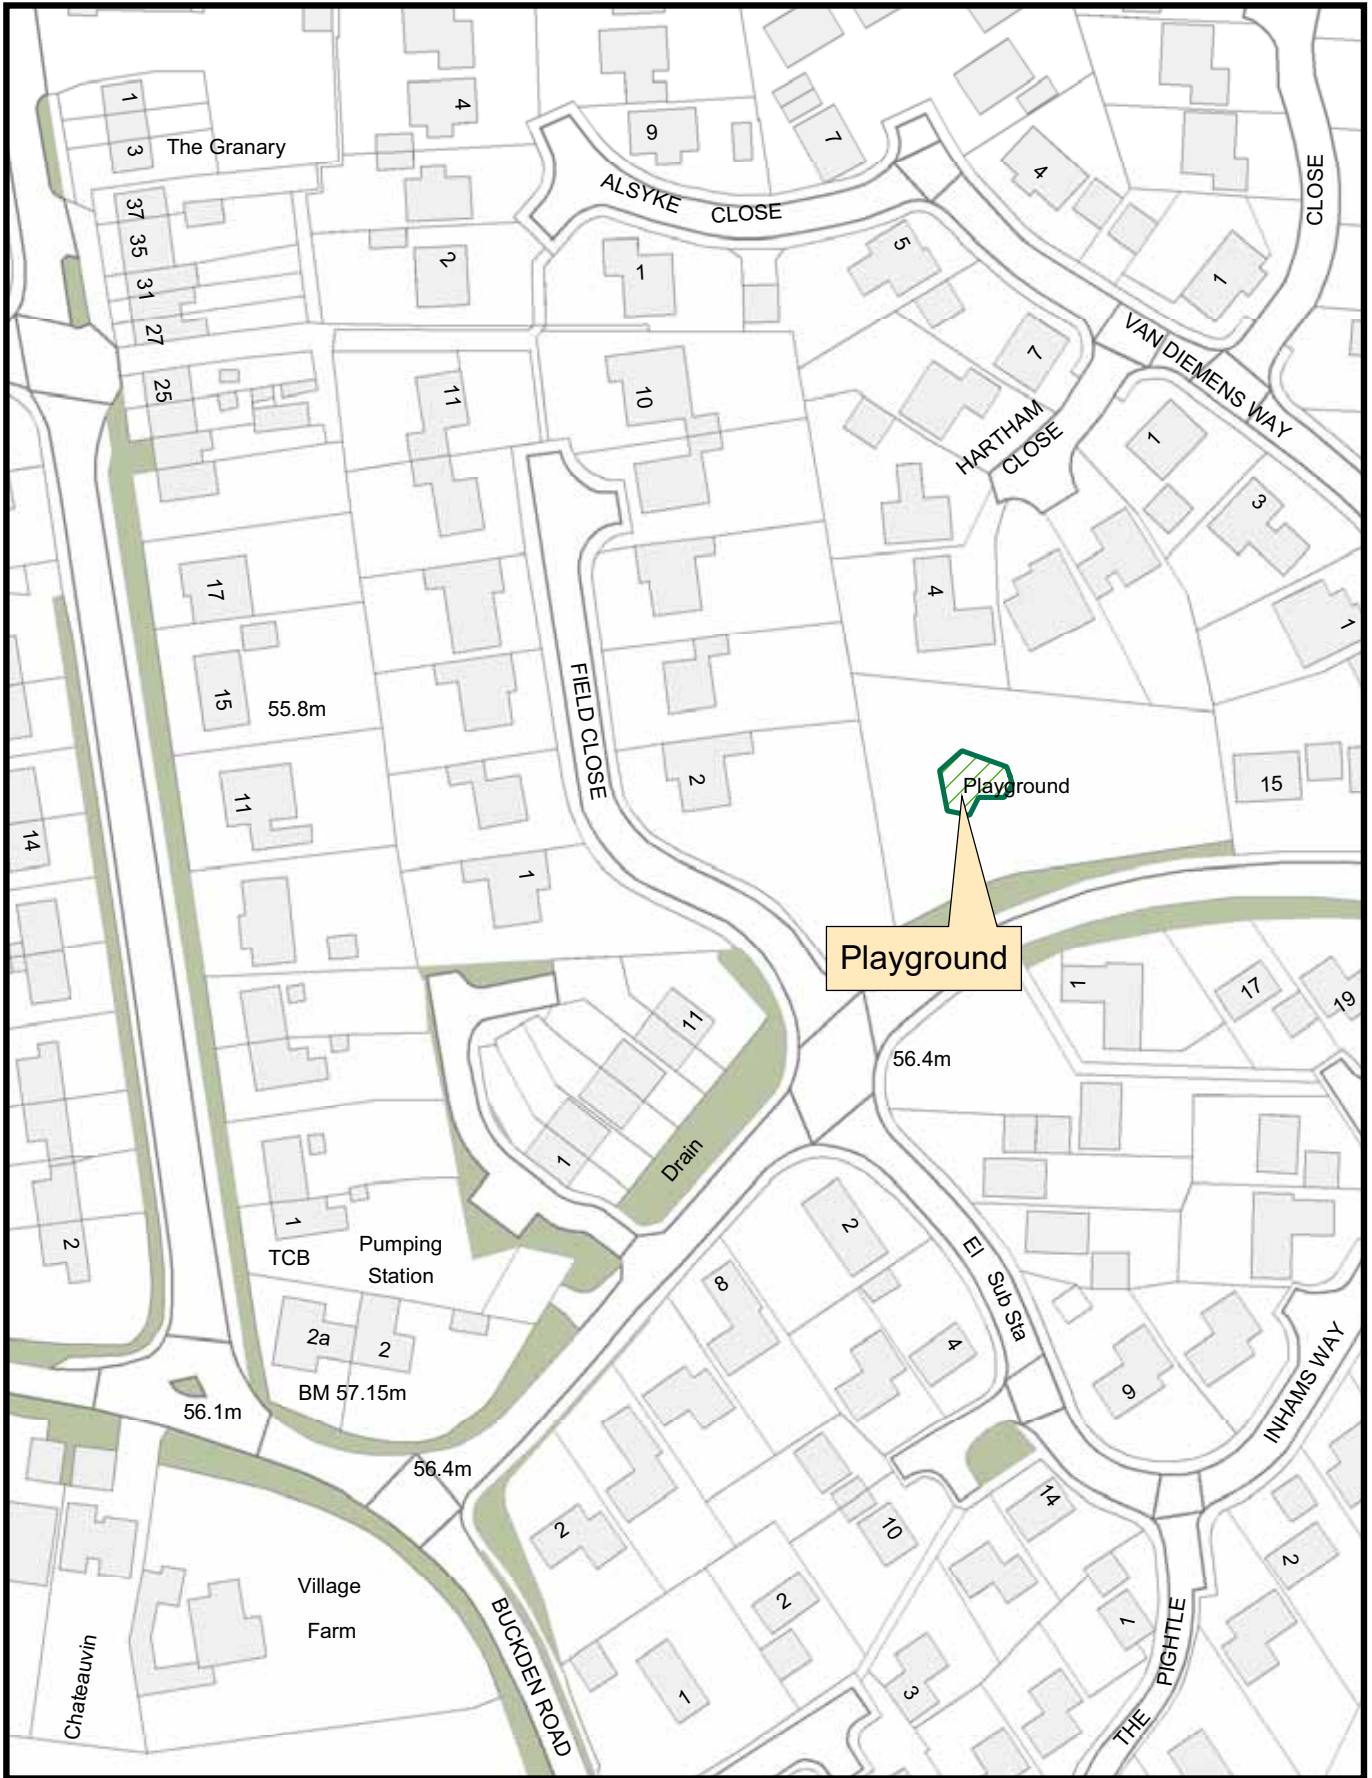 1
4
9
7
3
The Granary
4
ALSYKE CLOSE
CLOSE
37
35
5
2
1
1
31
27
VAN DIEMENS WAY
7
25
11
10
HARTHAM
CLOSE
1
3
17
4
1
FIELD CLOSE
15
55.8m
2
Playground
15
11
14
1
Playground
1
17
19
11
56.4m
Drain
1
2
1
2
TCB
Pumping
Station
El Sub Sta
8
2a
2
4
9
INHAMS WAY
BM 57.15m
56.1m
56.4m
14
2
10
2
Village
Farm
2
1
BUCKDEN ROAD
THE PIGHTLE
Chateauvin
1
3